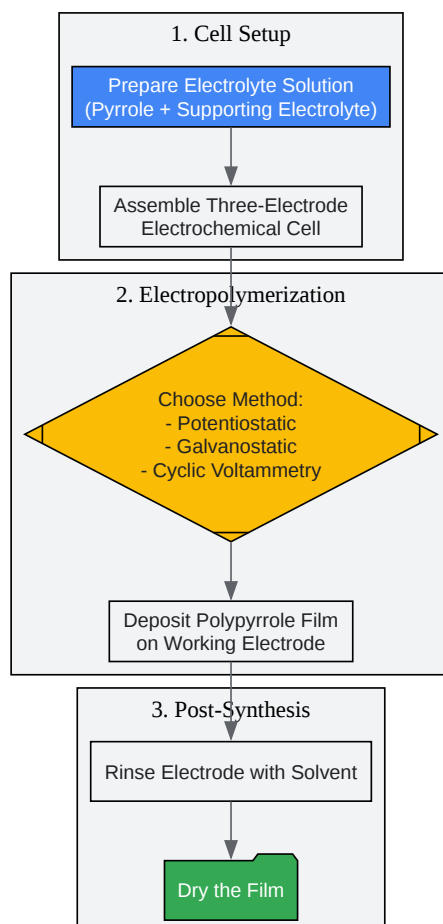 1. Cell Setup
Prepare Electrolyte Solution
(Pyrrole + Supporting Electrolyte)
Assemble Three-Electrode
Electrochemical Cell
2. Electropolymerization
Choose Method:
- Potentiostatic
- Galvanostatic
- Cyclic Voltammetry
Deposit Polypyrrole Film
on Working Electrode
3. Post-Synthesis
Rinse Electrode with Solvent
Dry the Film